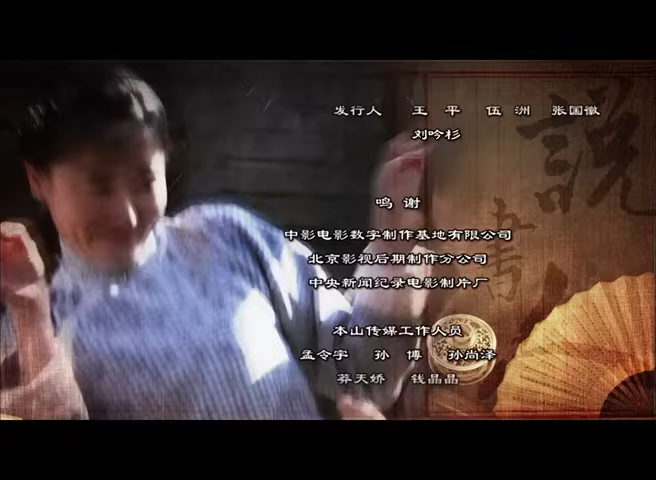 发行人 王 平 伍 洲 张国徽
刘吟杉
鸣 谢
中影电影数字制作基地有限公司
北京影视后期制作分公司
中央新闻纪录电影制片厂
本山传媒工作人员
孟令宇 孙 博 孙尚泽
莽天娇 钱晶晶
説